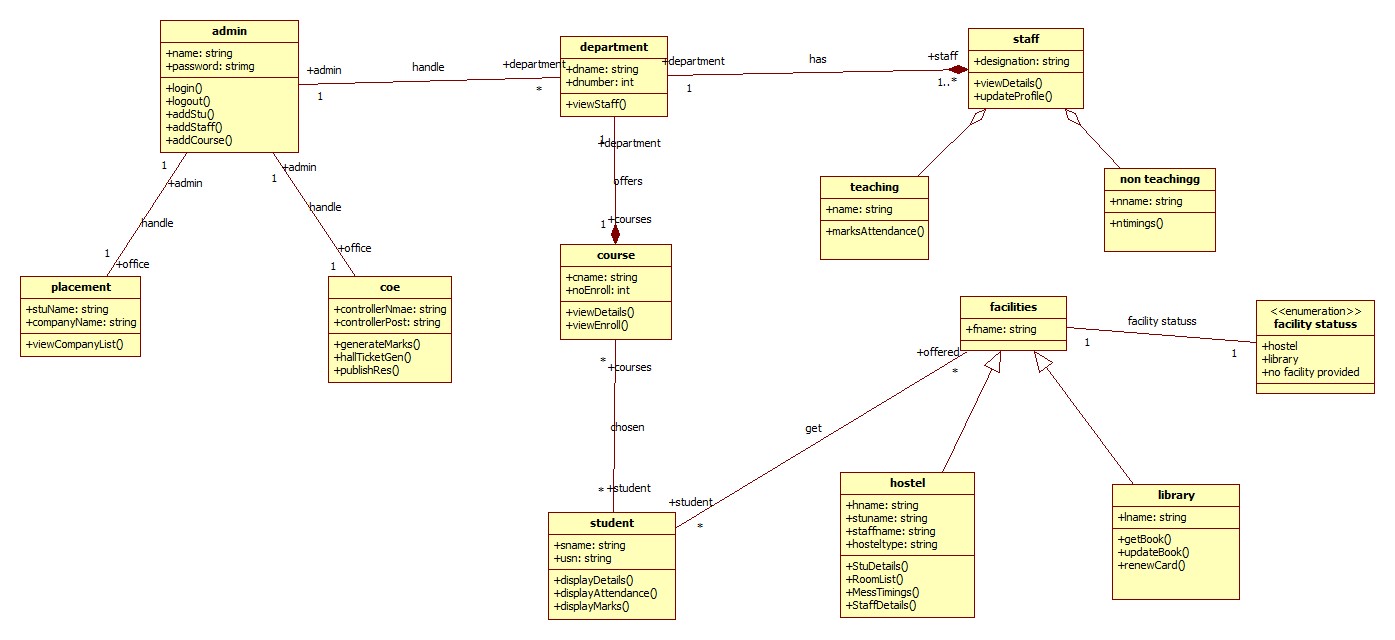 admin
+name: string
+password: strimg
+login()
+logout()
+addStu()
+addStaff()
+addCourse()
+admin
1
handle
+department
*
department
+dname: string
+dnumber: int
+viewStaff()
+department
1
has
+staff
1..*
staff
+designation: string
+viewDetails()
+updateProfile()
1
+admin
handle
1
+office
1
+admin
handle
+office
1
placement
+stuName: string
+companyName: string
+viewCompanyList()
coe
+controllerNmae: string
+controllerPost: string
+generateMarks()
+hallTicketGen()
+publishRes()
1
+department
offers
1
+courses
course
+cname: string
+noEnroll: int
+viewDetails()
+viewEnroll()
teaching
+name: string
+marksAttendance()
non teachingg
+nname: string
+ntimings()
*
+courses
chosen
*
+student
student
+sname: string
+usn: string
+displayDetails()
+displayAttendance()
+displayMarks()
+student
*
get
+offered
*
facilities
+fname: string
facility statuss
1
1
<<enumeration>>
facility statuss
+hostel
+library
+no facility provided
hostel
+hname: string
+stuname: string
+staffname: string
+hosteltype: string
+StuDetails()
+RoomList()
+MessTimings()
+StaffDetails()
library
+lname: string
+getBook()
+updateBook()
+renewCard()